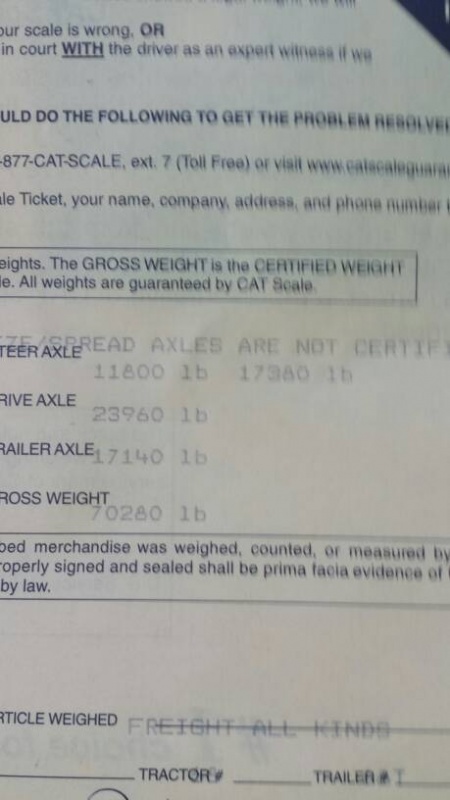 our scale is wrong, OR
in court WITH the driver as an expert witness if we
ULD DO THE FOLLOWING TO GET THE PROBLEM RESOLVE
-877-CAT-SCALE, ext. 7 (Toll Free) or visit www.catscaleguara
le Ticket, your name, company, address, and phone number
eights. The GROSS WEIGHT is the CERTIFIED WEIGHT
le. All weights are guaranteed by CAT Scale.
ZE/SPREAD AXLES ARE NOT CERTIF
TEER AXLE 11800 lb 17380 lb
RIVE AXLE 23960 lb
RAILER AXLE 17140 lb
ROSS WEIGHT 70280 lb
bed merchandise was weighed, counted, or measured by
roperly signed and sealed shall be prima facia evidence of
by law.
RTICLE WEIGHED FREIGHT ALL KINDS
TRACTOR# TRAILER#